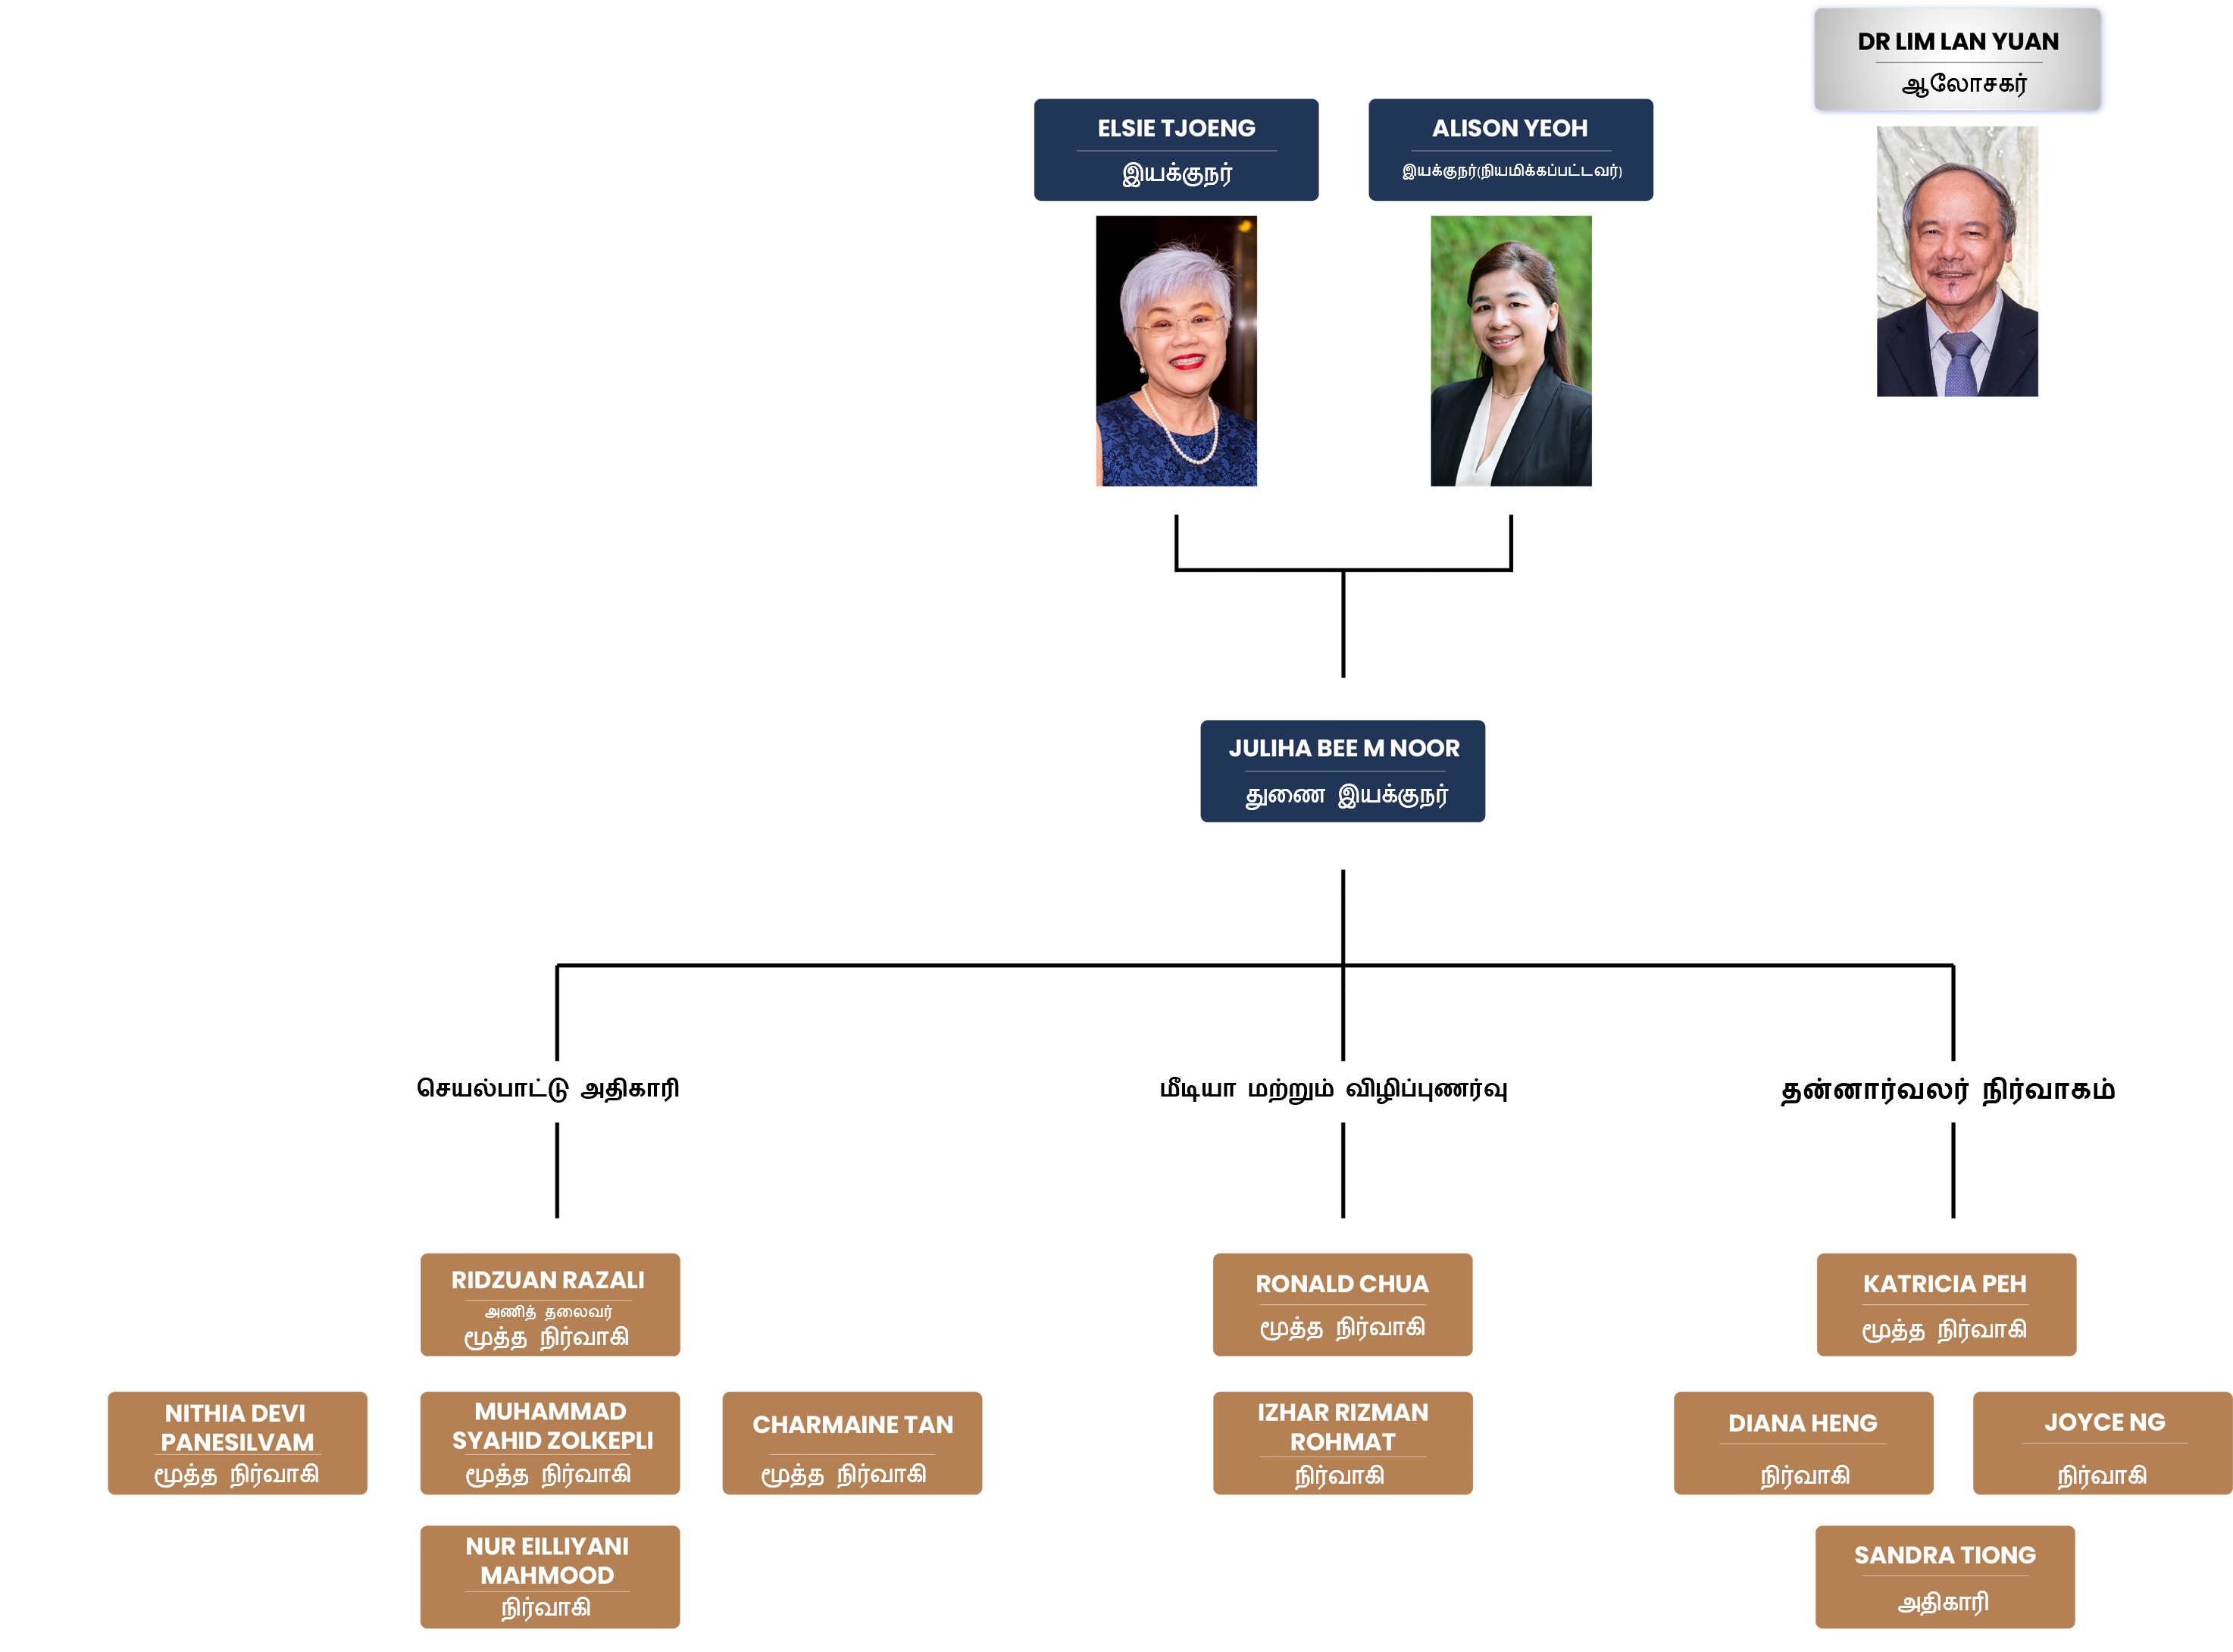 DR LIM LAN YUAN
ஆலோசகர்
ELSIE TJOENG
இயக்குநர்
ALISON YEOH
இயக்குநர்(நியமிக்கப்பட்டவர்)
JULIHA BEE M NOOR
துணை இயக்குநர்
செயல்பாட்டு அதிகாரி
மீடியா மற்றும் விழிப்புணர்வு
தன்னார்வலர் நிர்வாகம்
RIDZUAN RAZALI
அணித் தலைவர்
மூத்த நிர்வாகி
RONALD CHUA
மூத்த நிர்வாகி
KATRICIA PEH
மூத்த நிர்வாகி
NITHIA DEVI
PANESILVAM
மூத்த நிர்வாகி
MUHAMMAD
SYAHID ZOLKEPLI
மூத்த நிர்வாகி
CHARMAINE TAN
மூத்த நிர்வாகி
IZHAR RIZMAN
ROHMAT
நிர்வாகி
DIANA HENG
நிர்வாகி
JOYCE NG
நிர்வாகி
NUR EILLIYANI
MAHMOOD
நிர்வாகி
SANDRA TIONG
அதிகாரி